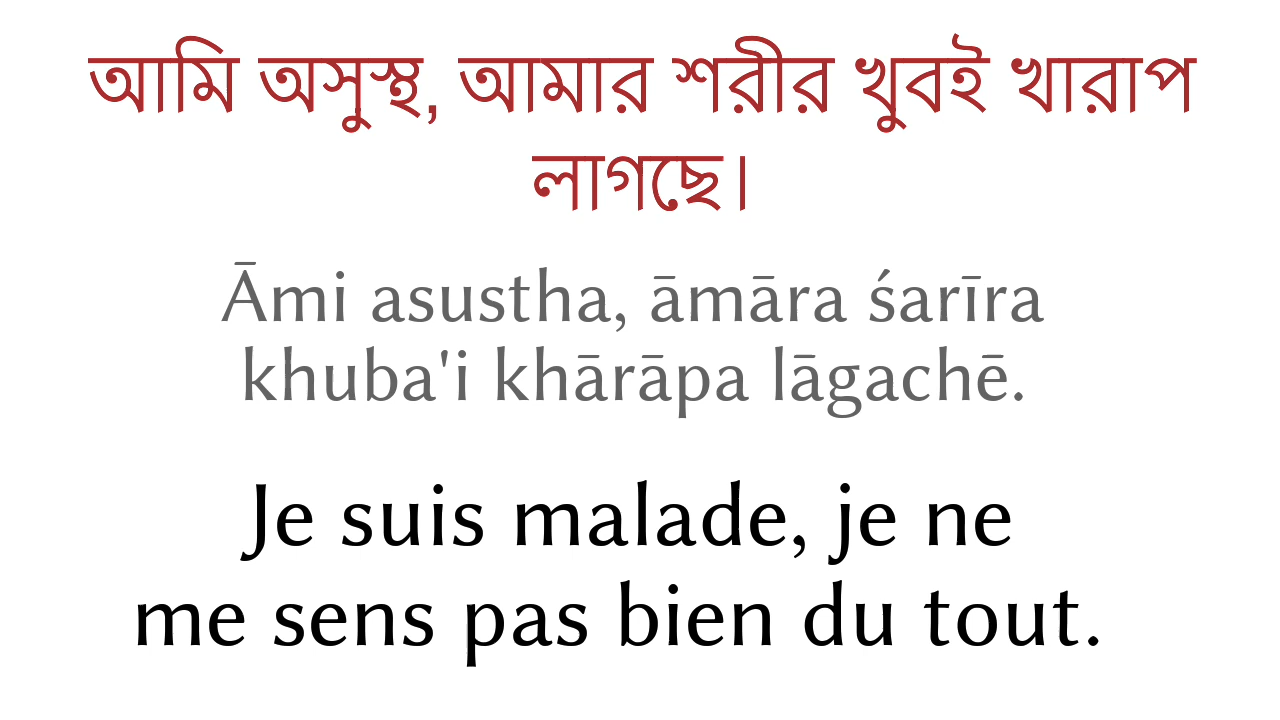 আমি অসুস্থ, আমার শরীর খুবই খারাপ
লাগছে।
Āmi asustha, āmāra śarīra
khuba'i khārāpa lāgachē.
Je suis malade, je ne
me sens pas bien du tout.